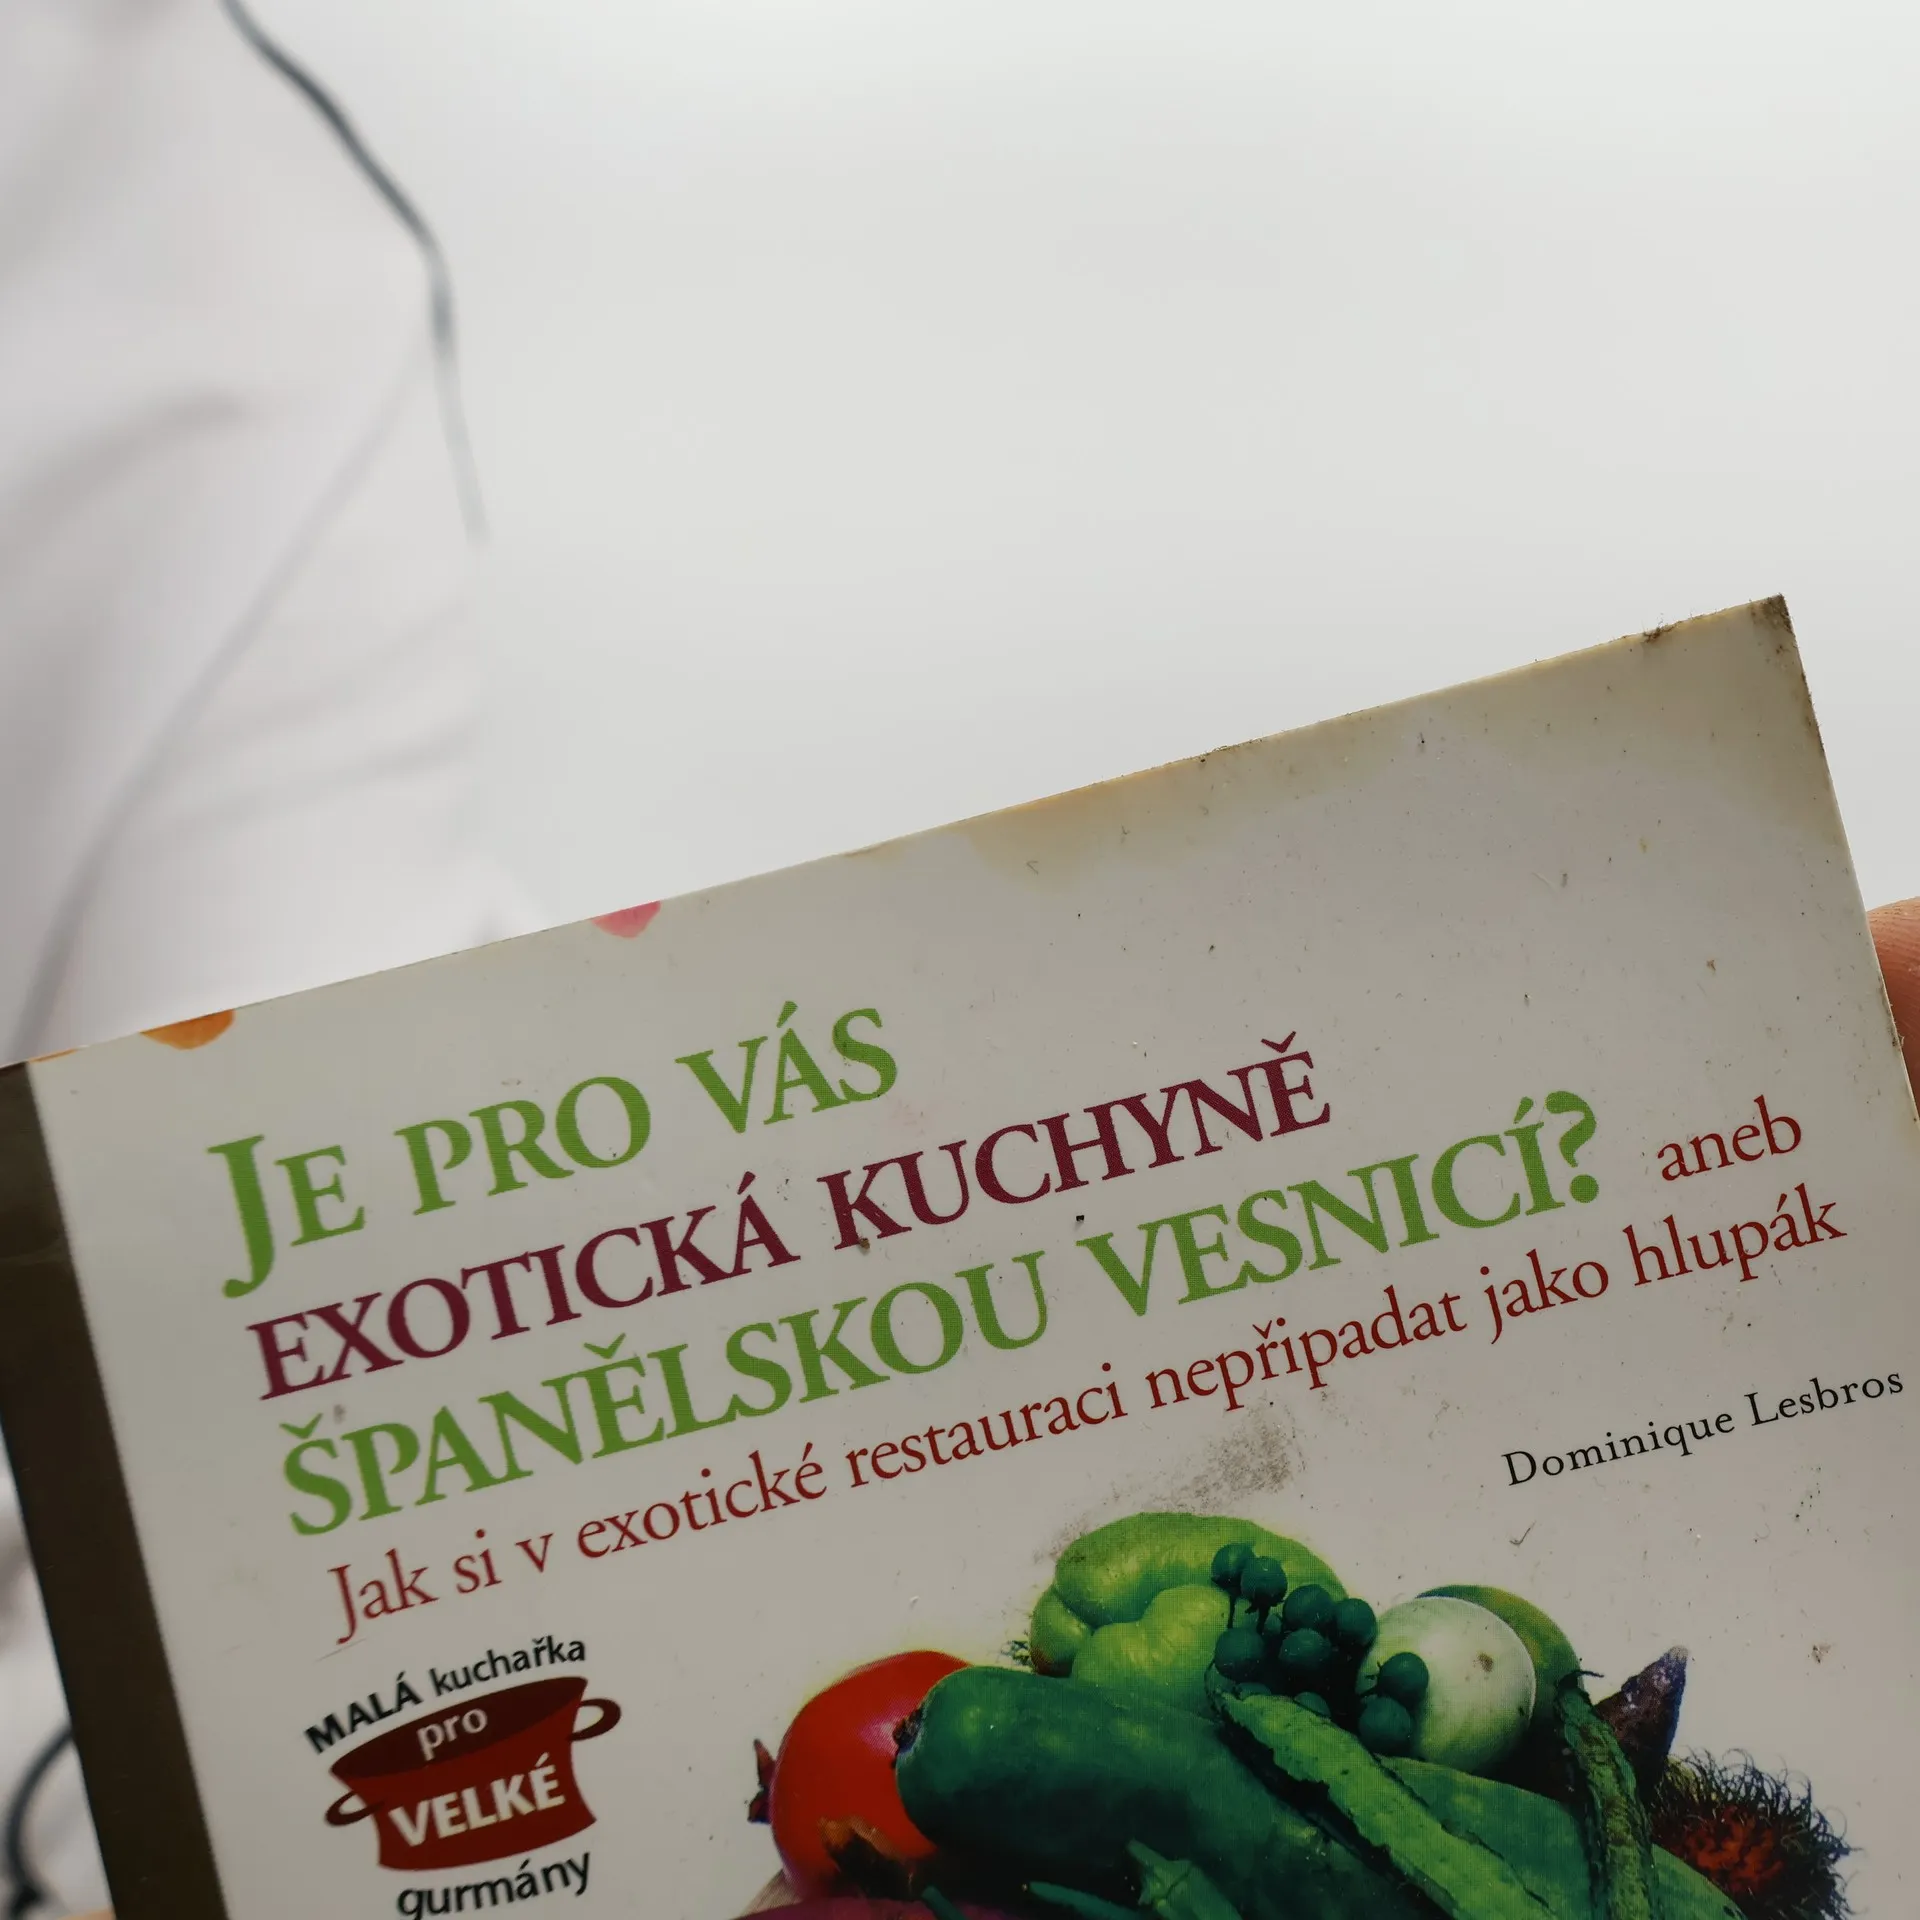 JE PRO VÁS
EXOTICKÁ KUCHYNĚ
ŠPANĚLSKOU VESNICÍ? aneb
Jak si v exotické restauraci nepřipadat jako hlupák
Dominique Lesbros
MALÁ kuchařka
pro
VELKÉ
gurmány